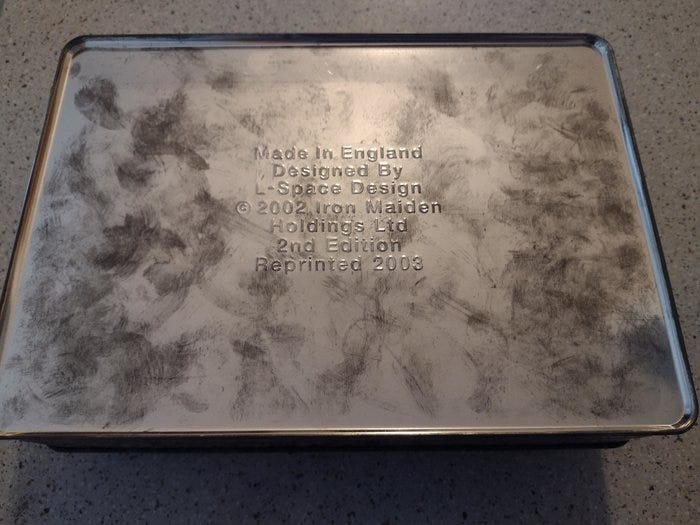 Made In England
Designed By
L-Space Design
© 2002 Iron Maiden
Holdings Ltd
2nd Edition
Reprinted 2003